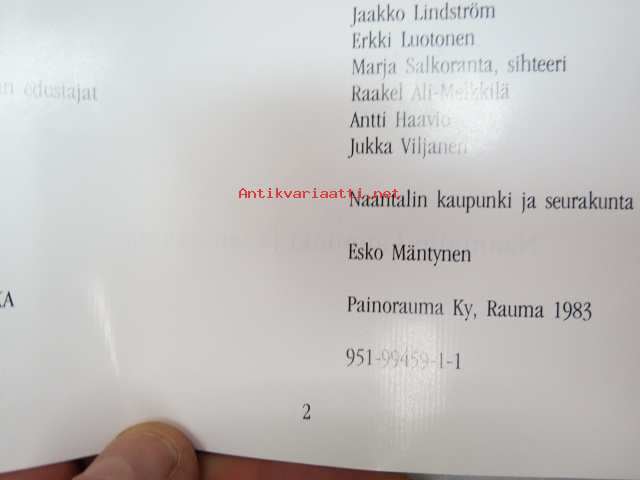 Jaakko Lindström
Erkki Luotonen
Marja Salkoranta, sihteeri
an edustajat
Raakel Ali-Melkkilä
Antti Haavio
Jukka Viljanen
Antikvariaatti.net
Naantalin kaupunki ja seurakunta
Esko Mäntynen
KA
Painorauma Ky, Rauma 1983
951-99459-1-1
2